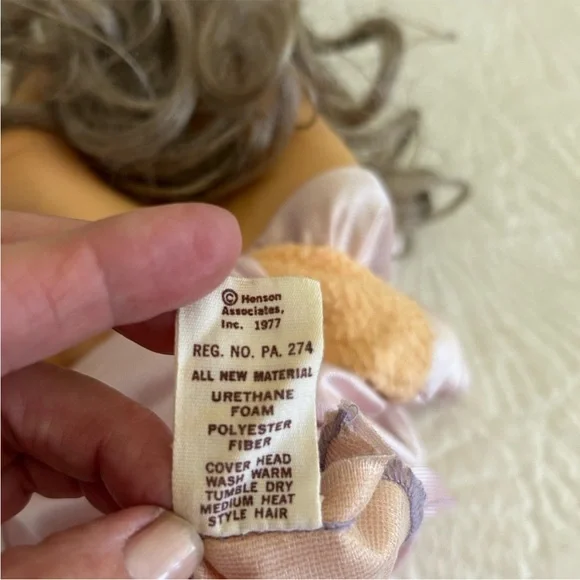 © Henson
Associates,
Inc. 1977
REG. NO. PA. 274
ALL NEW MATERIAL
URETHANE
FOAM
POLYESTER
FIBER
COVER HEAD
WASH WARM
TUMBLE DRY
MEDIUM HEAT
STYLE HAIR